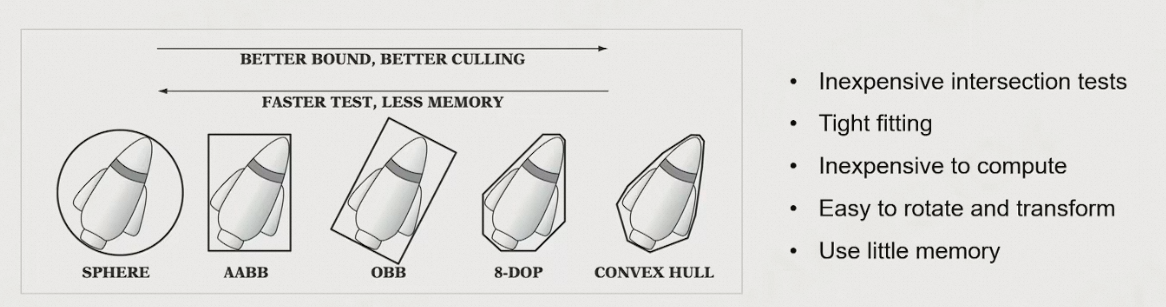 BETTER BOUND, BETTER CULLING
FASTER TEST, LESS MEMORY
SPHERE
AABB
OBB
8-DOP
CONVEX HULL
• Inexpensive intersection tests
• Tight fitting
• Inexpensive to compute
• Easy to rotate and transform
• Use little memory